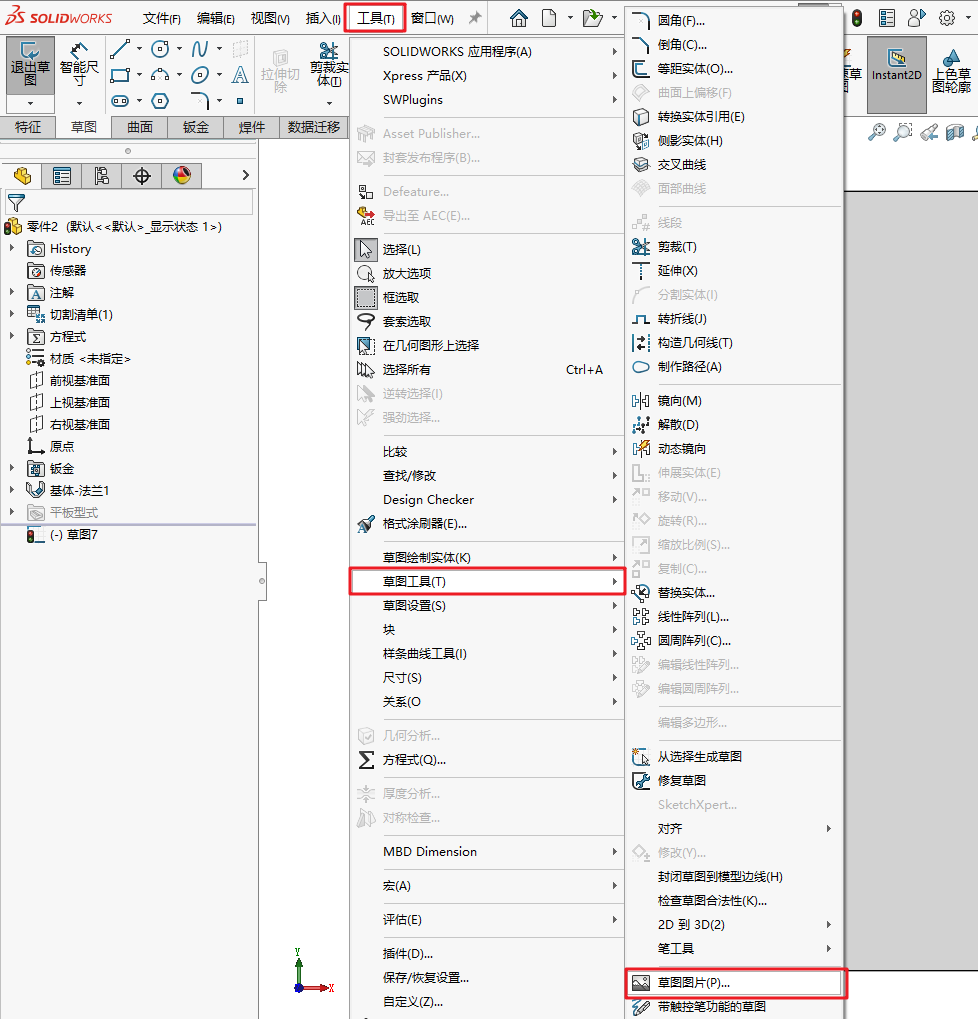 SOLIDWORKS 文件(F) 编辑(E) 视图(V) 插入(I) 工具(T) 窗口(W)
退出草图
智能尺寸
拉伸切除
剪裁实体(I)
Instant2D
上色草图轮廓
特征 草图 曲面 钣金 焊件 数据迁移
零件2 (默认<<默认>_显示状态 1>)
History
传感器
注解
切割清单(1)
方程式
材质 <未指定>
前视基准面
上视基准面
右视基准面
原点
钣金
基体-法兰1
平板型式
(-) 草图7
Y
X
SOLIDWORKS 应用程序(A)
Xpress 产品(X)
SWPlugins
Asset Publisher...
封套发布程序(B)...
Defeature...
AEC 导出至 AEC(E)...
选择(L)
放大选项
框选取
套索选取
在几何图形上选择
选择所有 Ctrl+A
逆转选择(I)
强劲选择...
比较
查找/修改
Design Checker
格式涂刷器(E)...
草图绘制实体(K)
草图工具(T)
草图设置(S)
块
样条曲线工具(I)
尺寸(S)
关系(O
几何分析...
方程式(Q)...
厚度分析...
对称检查...
MBD Dimension
宏(A)
评估(E)
插件(D)...
保存/恢复设置...
自定义(Z)...
圆角(F)...
倒角(C)...
等距实体(O)...
曲面上偏移(F)
转换实体引用(E)
侧影实体(H)
交叉曲线
面部曲线
线段
剪裁(T)
延伸(X)
分割实体(I)
转折线(J)
构造几何线(T)
制作路径(A)
镜向(M)
解散(D)
动态镜向
伸展实体(E)
移动(V)...
旋转(R)...
缩放比例(S)...
复制(C)...
替换实体...
线性阵列(L)...
圆周阵列(C)...
编辑线性阵列...
编辑圆周阵列...
编辑多边形...
从选择生成草图
修复草图
SketchXpert...
对齐
修改(Y)...
封闭草图到模型边线(H)
检查草图合法性(K)...
2D 到 3D(2)
笔工具
草图图片(P)...
带触控笔功能的草图